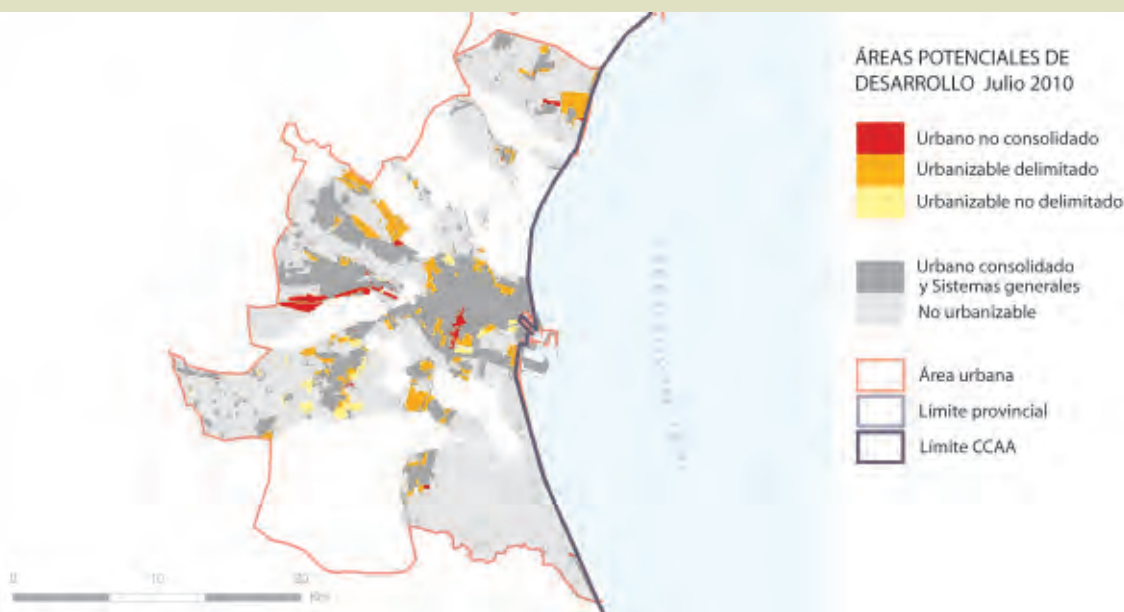 ÁREAS POTENCIALES DE
DESARROLLO Julio 2010
Urbano no consolidado
Urbanizable delimitado
Urbanizable no delimitado
Urbano consolidado
y Sistemas generales
No urbanizable
Área urbana
Límite provincial
Límite CCAA
0 10 20
Km